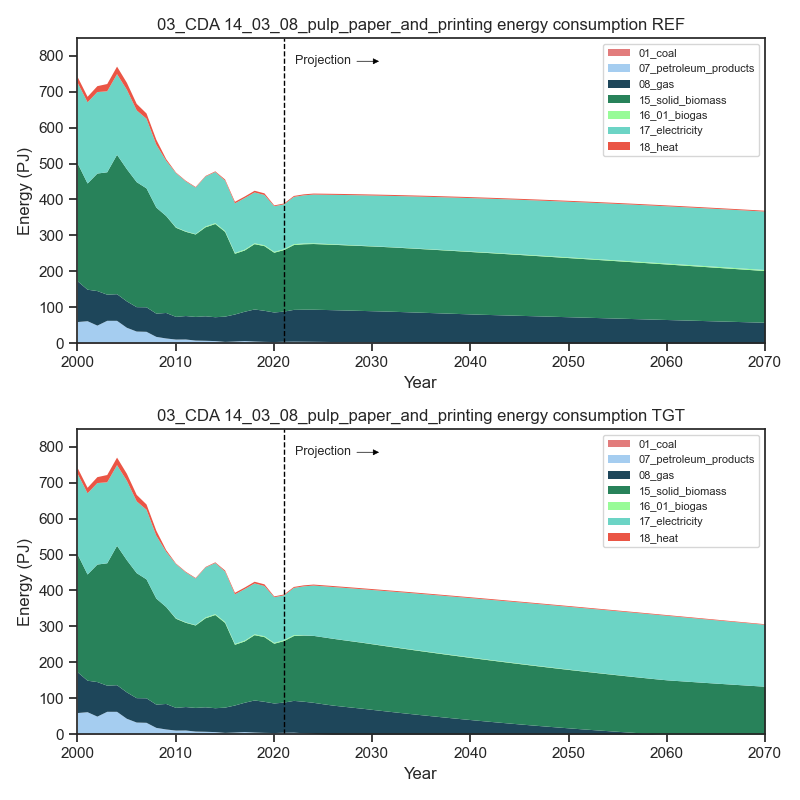 03_CDA 14_03_08_pulp_paper_and_printing energy consumption REF
Energy (PJ)
800
700
600
500
400
300
200
100
0
Projection
01_coal
07_petroleum_products
08_gas
15_solid_biomass
16_01_biogas
17_electricity
18_heat
2000 2010 2020 2030 2040 2050 2060 2070
Year
03_CDA 14_03_08_pulp_paper_and_printing energy consumption TGT
Energy (PJ)
800
700
600
500
400
300
200
100
0
Projection
01_coal
07_petroleum_products
08_gas
15_solid_biomass
16_01_biogas
17_electricity
18_heat
2000 2010 2020 2030 2040 2050 2060 2070
Year